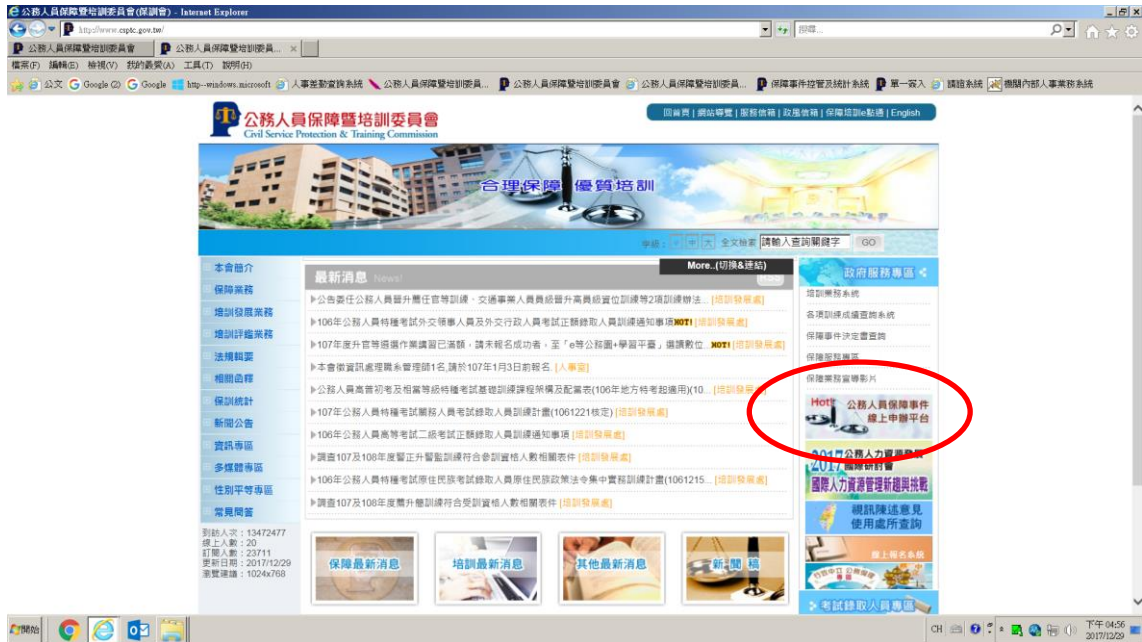 公務人員保障暨培訓委員會(保訓會) - Internet Explorer
http://www.csptc.gov.tw/
搜尋...
公務人員保障暨培訓委員會
公務人員保障暨培訓委員... ×
檔案(F) 編輯(E) 檢視(V) 我的最愛(A) 工具(T) 說明(H)
公文 Google (2) Google http--windows.microsoft 人事差勤查詢系統 公務人員保障暨培訓委員... 公務人員保障暨培訓委員會 公務人員保障暨培訓委員... 保障事件控管及統計系統 單一簽入 請證系統 機關內部人事業務系統
公務人員保障暨培訓委員會
Civil Service Protection & Training Commission
回首頁 | 網站導覽 | 服務信箱 | 政風信箱 | 保障培訓e點通 | English
合理保障 優質培訓
字級： 小 中 大 全文檢索 請輸入查詢關鍵字 GO
本會簡介
保障業務
培訓發展業務
培訓評鑑業務
法規輯要
相關函釋
保訓統計
新聞公告
資訊專區
多媒體專區
性別平等專區
常見問答
到訪人次：13472477
線上人數：20
訂閱人數：23711
更新日期：2017/12/29
瀏覽建議：1024x768
最新消息 News!
More..(切換&連結)
公告委任公務人員晉升薦任官等訓練、交通事業人員員級晉升高員級資位訓練等2項訓練辦法... [培訓發展處]
106年公務人員特種考試外交領事人員及外交行政人員考試正額錄取人員訓練通知事項HOT! [培訓發展處]
107年度升官等選擇作業講習已滿額，請未報名成功者，至「e等公務園+學習平臺」選讀數位... HOT! [培訓發展處]
本會徵資訊處理職系管理師1名,請於107年1月3日前報名 [人事室]
公務人員高普初考及相當等級特種考試基礎訓練課程架構及配當表(106年地方特考起適用)(10... [培訓發展處]
107年公務人員特種考試關務人員考試錄取人員訓練計畫(1061221核定) [培訓發展處]
106年公務人員高等考試二級考試正額錄取人員訓練通知事項 [培訓發展處]
調查107及108年度警正升警監訓練符合參訓資格人數相關表件 [培訓發展處]
106年公務人員特種考試原住民族考試錄取人員原住民族政策法令集中實務訓練計畫(1061215... [培訓發展處]
調查107及108年度薦升簡訓練符合受訓資格人數相關表件 [培訓發展處]
保障最新消息
培訓最新消息
其他最新消息
新聞稿
政府服務專區
培訓業務系統
各項訓練成績查詢系統
保障事件決定書查詢
保障服務專區
保障業務宣導影片
Hot! 公務人員保障事件
線上申辦平台
2017 公務人力資源發展
國際研討會
國際人力資源管理新趨與挑戰
視訊陳述意見
使用處所查詢
線上報名系統
行政中立 公務倫理
考試錄取人員專區
開始
CH
下午 04:56
2017/12/29